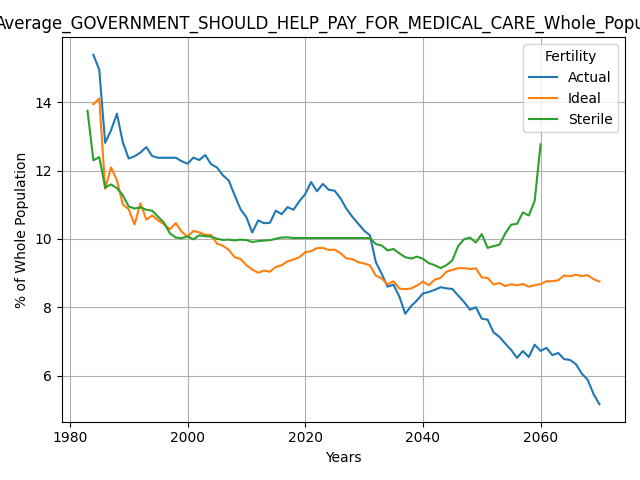 Average_GOVERNMENT_SHOULD_HELP_PAY_FOR_MEDICAL_CARE_Whole_Popu
Fertility
Actual
Ideal
Sterile
% of Whole Population
14
12
10
8
6
1980
2000
2020
2040
2060
Years